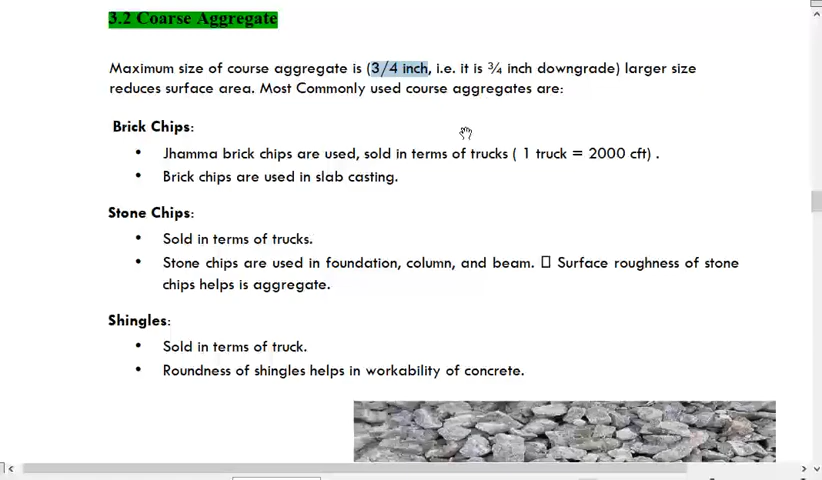 3.2 Coarse Aggregate
Maximum size of course aggregate is (3/4 inch, i.e. it is ¾ inch downgrade) larger size
reduces surface area. Most Commonly used course aggregates are:
Brick Chips:
• Jhamma brick chips are used, sold in terms of trucks ( 1 truck = 2000 cft) .
• Brick chips are used in slab casting.
Stone Chips:
• Sold in terms of trucks.
• Stone chips are used in foundation, column, and beam. ▯ Surface roughness of stone
chips helps is aggregate.
Shingles:
• Sold in terms of truck.
• Roundness of shingles helps in workability of concrete.